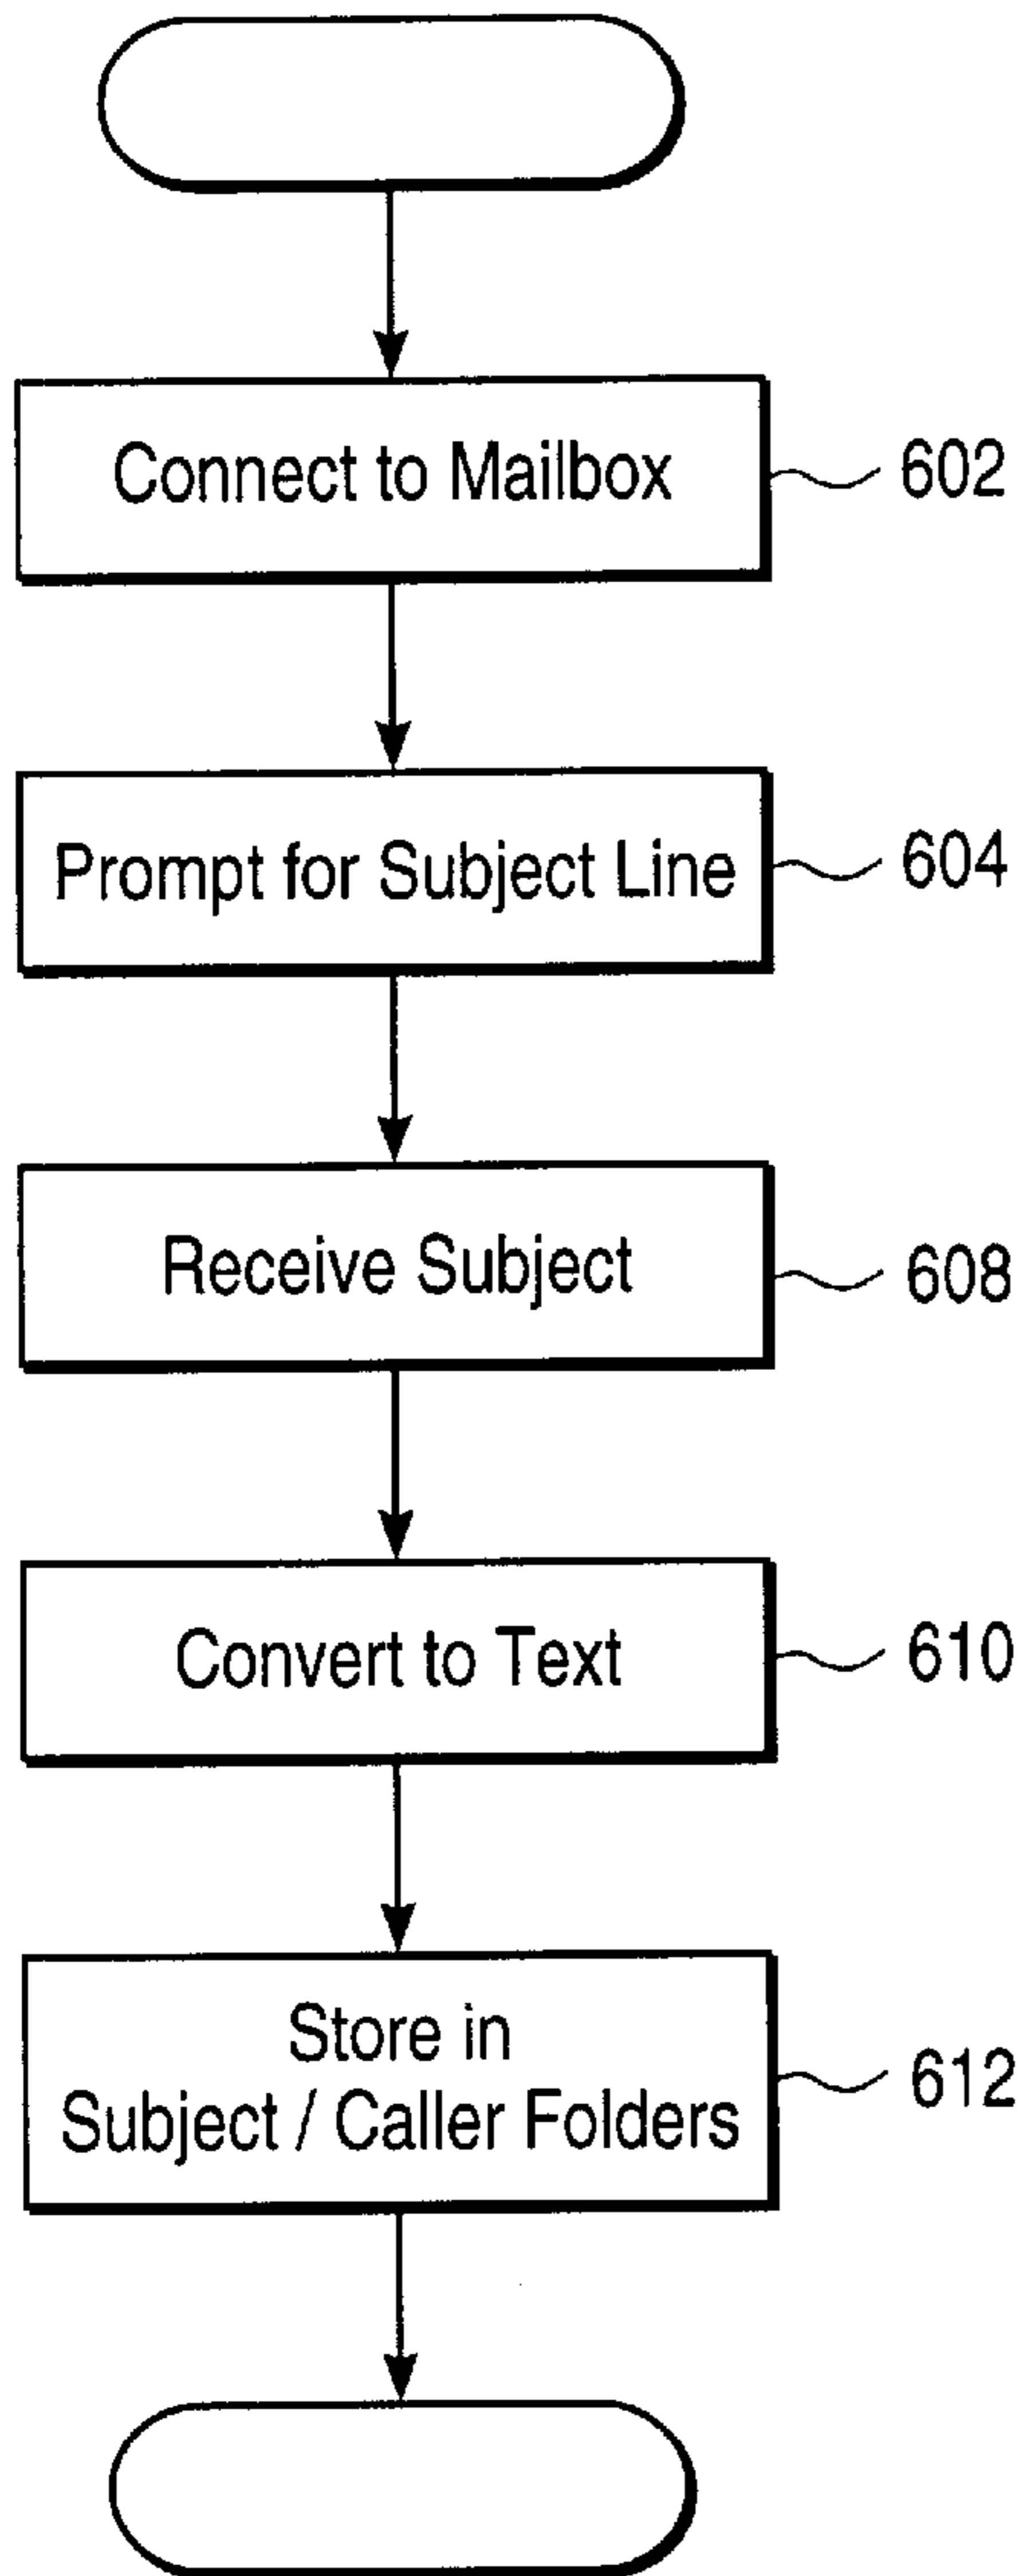 Connect to Mailbox
602
Prompt for Subject Line
604
Receive Subject
608
Convert to Text
610
Store in
Subject / Caller Folders
612